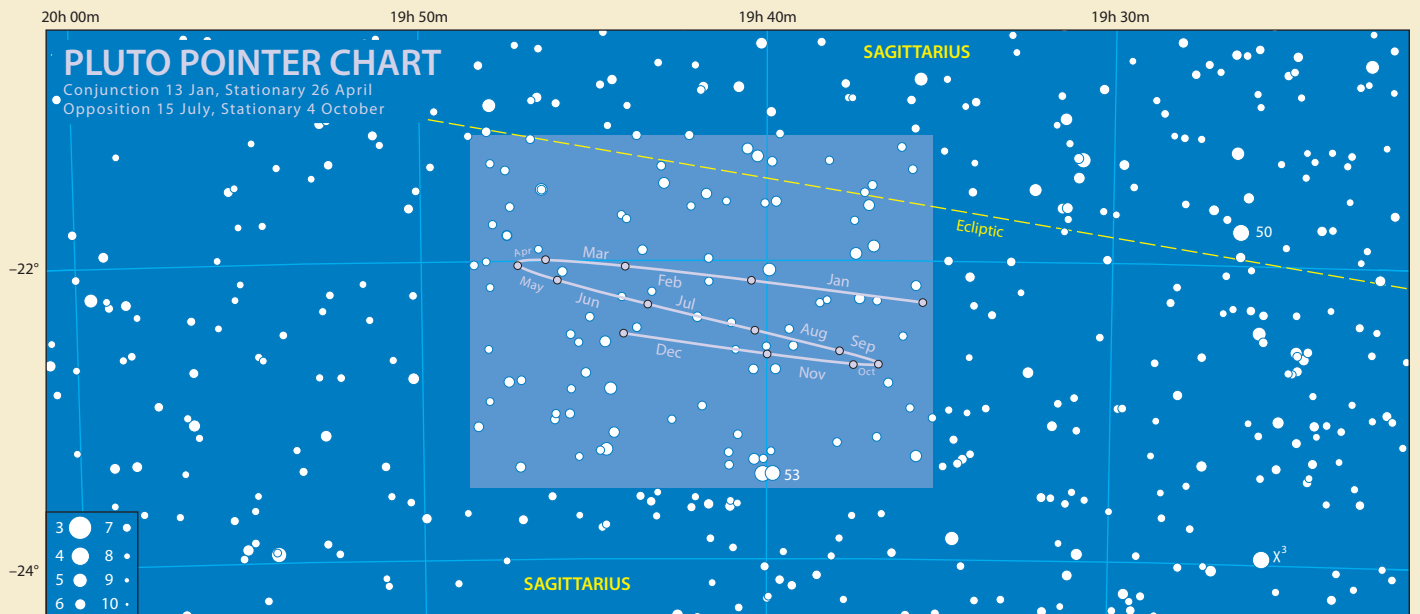 20h 00m 19h 50m 19h 40m 19h 30m
SAGITTARIUS
PLUTO POINTER CHART
Conjunction 13 Jan, Stationary 26 April
Opposition 15 July, Stationary 4 October
Ecliptic
50
–22°
Apr Mar Feb Jan
May Jun Jul Aug Sep
Dec Nov Oct
53
3 7
4 8
5 9
6 10
–24°
SAGITTARIUS
X³